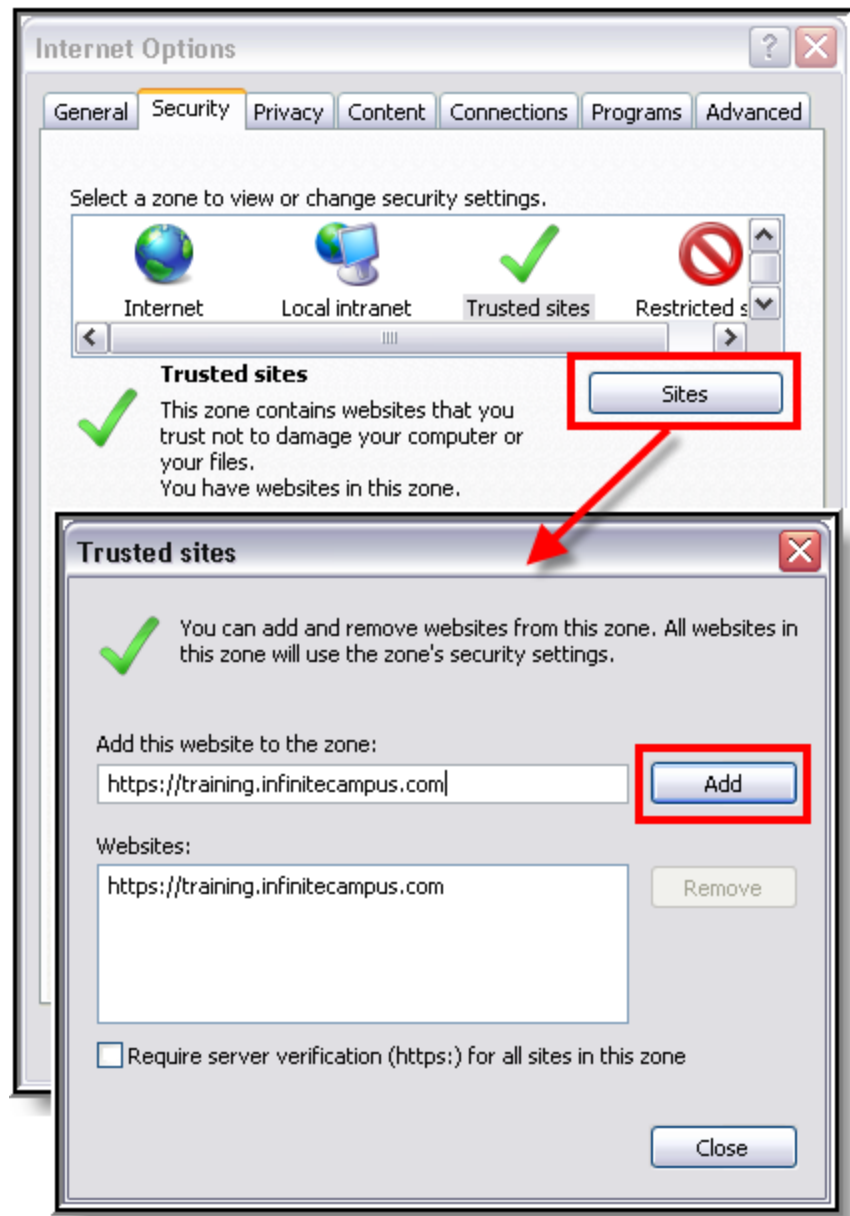 Internet Options
General Security Privacy Content Connections Programs Advanced
Select a zone to view or change security settings.
Internet Local intranet Trusted sites Restricted s
Trusted sites
Sites
This zone contains websites that you
trust not to damage your computer or
your files.
You have websites in this zone.
Trusted sites
You can add and remove websites from this zone. All websites in
this zone will use the zone's security settings.
Add this website to the zone:
https://training.infinitecampus.com
Add
Websites:
https://training.infinitecampus.com
Remove
Require server verification (https:) for all sites in this zone
Close